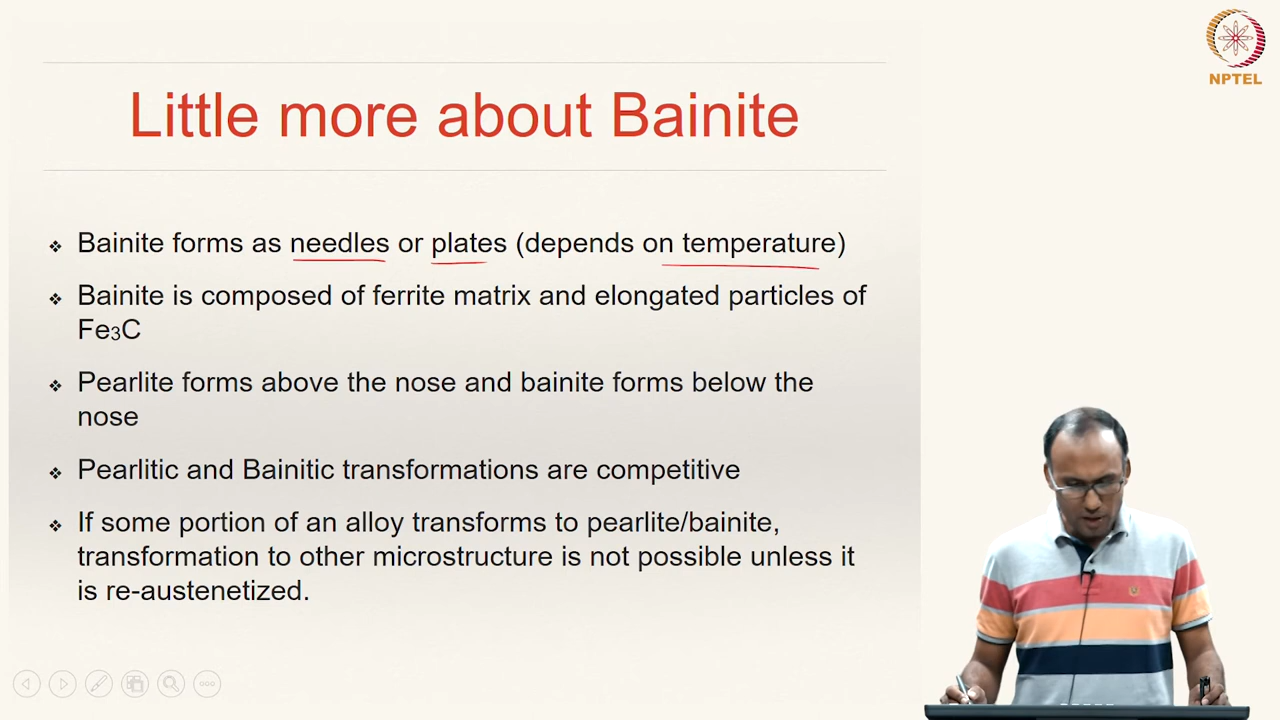 NPTEL
Little more about Bainite
❖ Bainite forms as needles or plates (depends on temperature)
❖ Bainite is composed of ferrite matrix and elongated particles of
Fe₃C
❖ Pearlite forms above the nose and bainite forms below the
nose
❖ Pearlitic and Bainitic transformations are competitive
❖ If some portion of an alloy transforms to pearlite/bainite,
transformation to other microstructure is not possible unless it
is re-austenetized.